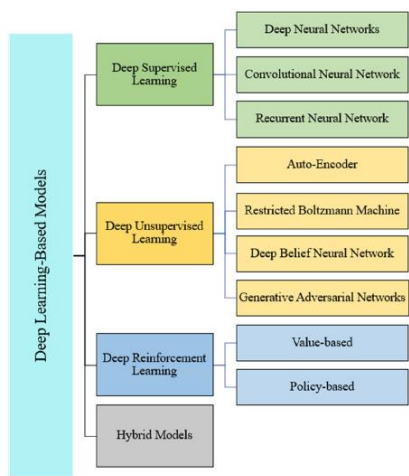 Deep Learning-Based Models
Deep Supervised
Learning
Deep Neural Networks
Convolutional Neural Network
Recurrent Neural Network
Deep Unsupervised
Learning
Auto-Encoder
Restricted Boltzmann Machine
Deep Belief Neural Network
Generative Adversarial Networks
Deep Reinforcement
Learning
Value-based
Policy-based
Hybrid Models